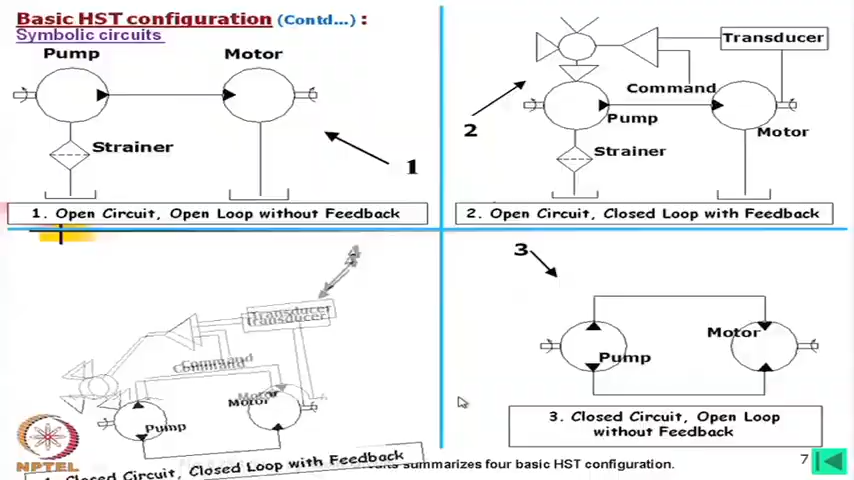 Basic HST configuration (Contd...) :
Symbolic circuits
Pump
Motor
Strainer
1
1. Open Circuit, Open Loop without Feedback
Transducer
Command
2
Pump
Motor
Strainer
2. Open Circuit, Closed Loop with Feedback
Transducer
Command
Motor
Pump
Closed Circuit, Closed Loop with Feedback
3
Motor
Pump
3. Closed Circuit, Open Loop
without Feedback
summarizes four basic HST configuration.
7
NPTEL